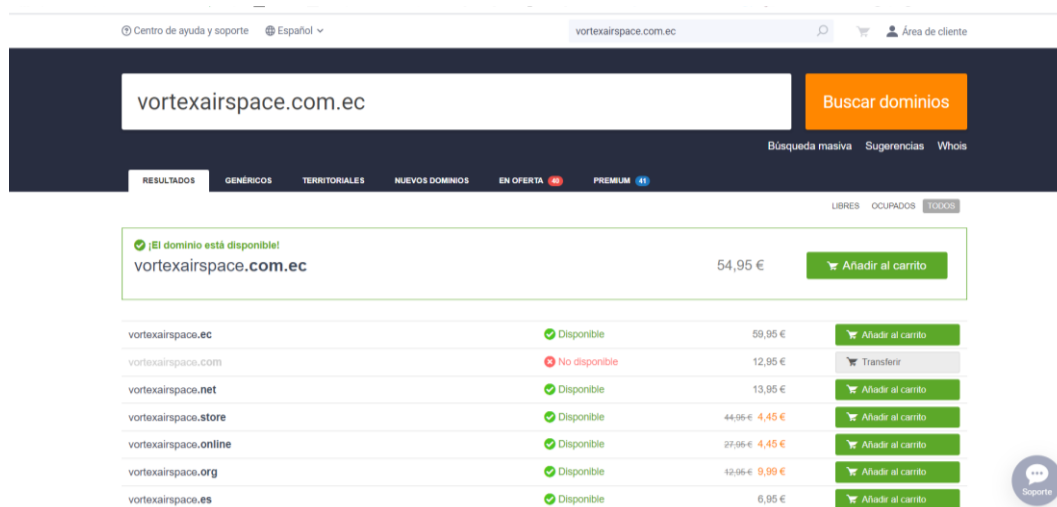 Centro de ayuda y soporte Español vortexairspace.com.ec Área de cliente
vortexairspace.com.ec Buscar dominios
Búsqueda masiva Sugerencias Whois
RESULTADOS GENÉRICOS TERRITORIALES NUEVOS DOMINIOS EN OFERTA 40 PREMIUM 41
LIBRES OCUPADOS TODOS
¡El dominio está disponible!
vortexairspace.com.ec 54,95 € Añadir al carrito
vortexairspace.ec Disponible 59,95 € Añadir al carrito
vortexairspace.com No disponible 12,95 € Transferir
vortexairspace.net Disponible 13,95 € Añadir al carrito
vortexairspace.store Disponible 44,95 € 4,45 € Añadir al carrito
vortexairspace.online Disponible 27,95 € 4,45 € Añadir al carrito
vortexairspace.org Disponible 12,95 € 9,99 € Añadir al carrito
vortexairspace.es Disponible 6,95 € Añadir al carrito
Soporte